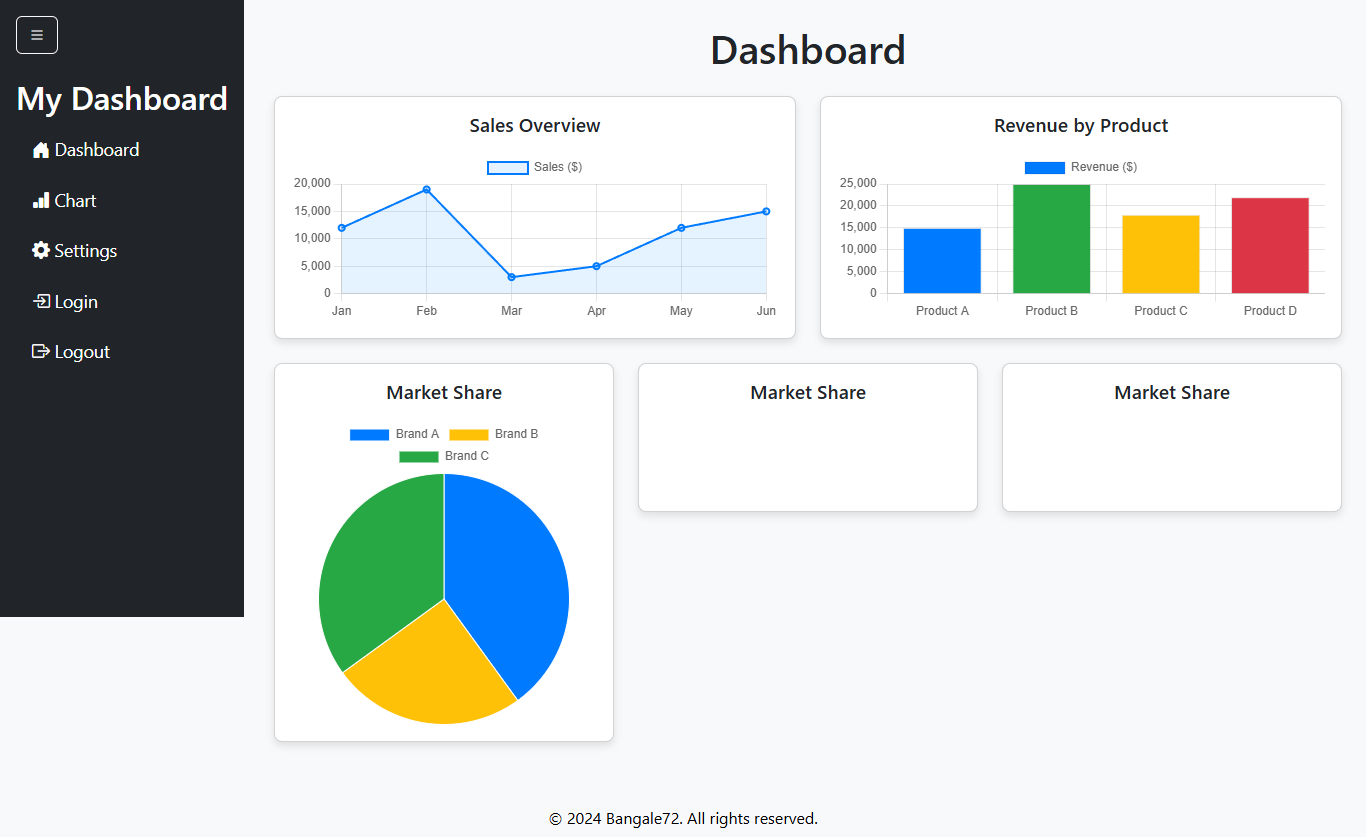 My Dashboard
Dashboard
Chart
Settings
Login
Logout
Dashboard
Sales Overview
Sales ($)
20,000
15,000
10,000
5,000
0
Jan Feb Mar Apr May Jun
Revenue by Product
Revenue ($)
25,000
20,000
15,000
10,000
5,000
0
Product A Product B Product C Product D
Market Share
Brand A Brand B
Brand C
Market Share
Market Share
© 2024 Bangale72. All rights reserved.